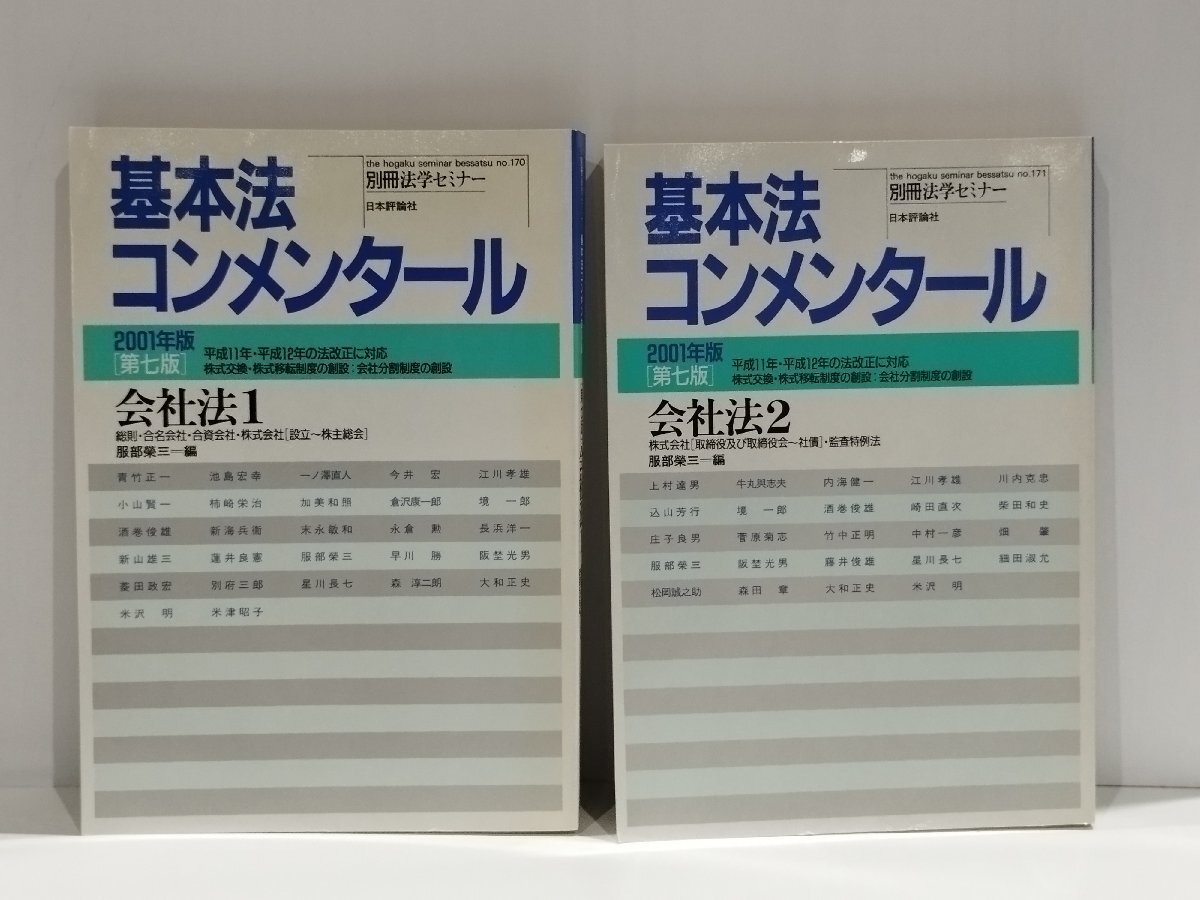 the hogaku seminar bessatsu no.170
別冊法学セミナー
日本評論社
基本法
コンメンタール
2001年版
[第七版]
平成11年・平成12年の法改正に対応
株式交換・株式移転制度の創設：会社分割制度の創設
会社法1
総則・合名会社・合資会社・株式会社[設立〜株主総会]
服部榮三—編
青竹正一 池島宏幸 一ノ澤直人 今井 宏 江川孝雄
小山賢一 柿崎栄治 加美和照 倉沢康一郎 境 一郎
酒巻俊雄 新海兵衛 末永敏和 永倉 勲 長浜洋一
新山雄三 蓮井良憲 服部榮三 早川 勝 阪埜光男
菱田政宏 別府三郎 星川長七 森 淳二朗 大和正史
米沢 明 米津昭子
the hogaku seminar bessatsu no.171
別冊法学セミナー
日本評論社
基本法
コンメンタール
2001年版
[第七版]
平成11年・平成12年の法改正に対応
株式交換・株式移転制度の創設：会社分割制度の創設
会社法2
株式会社[取締役及び取締役会〜社債]・監査特例法
服部榮三—編
上村達男 牛丸與志夫 内海健一 江川孝雄 川内克忠
込山芳行 境 一郎 酒巻俊雄 崎田直次 柴田和史
庄子良男 菅原菊志 竹中正明 中村一彦 畑 肇
服部榮三 阪埜光男 藤井俊雄 星川長七 細田淑允
松岡誠之助 森田 章 大和正史 米沢 明